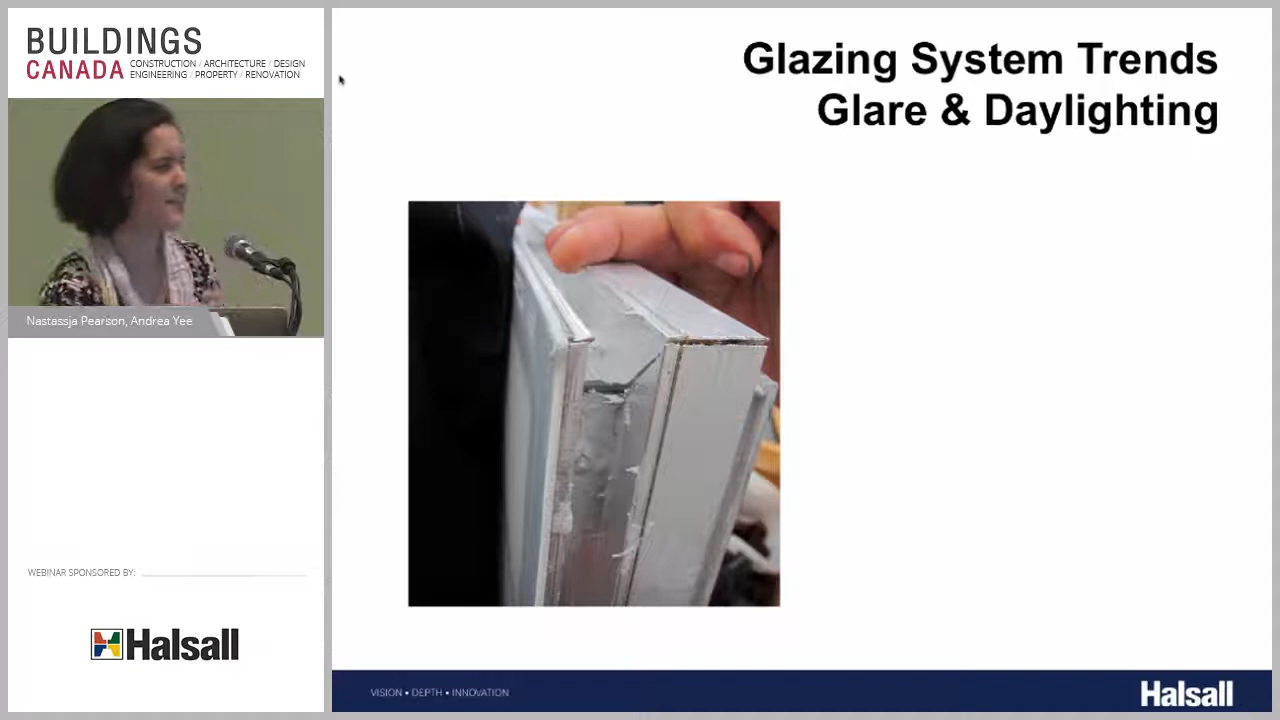 BUILDINGS
CANADA CONSTRUCTION / ARCHITECTURE / DESIGN
ENGINEERING / PROPERTY / RENOVATION
Nastassja Pearson, Andrea Yee
WEBINAR SPONSORED BY:
Halsall
Glazing System Trends
Glare & Daylighting
VISION • DEPTH • INNOVATION
Halsall